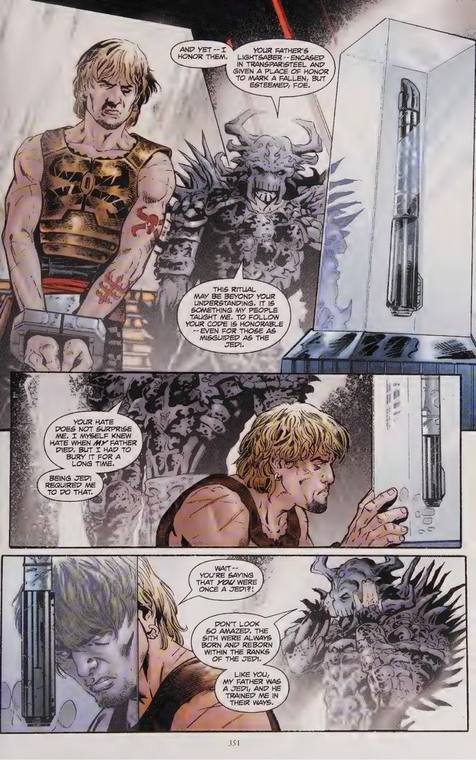 AND YET -- I
HONOR THEM.
YOUR FATHER'S
LIGHTSABER -- ENCASED
IN TRANSPARISTEEL AND
GIVEN A PLACE OF HONOR
TO MARK A FALLEN, BUT
ESTEEMED, FOE.
THIS RITUAL
MAY BE BEYOND YOUR
UNDERSTANDING. IT IS
SOMETHING MY PEOPLE
TAUGHT ME. TO FOLLOW
YOUR CODE IS HONORABLE
-- EVEN FOR THOSE AS
MISGUIDED AS THE
JEDI.
YOUR HATE
DOES NOT SURPRISE
ME. I MYSELF KNEW
HATE WHEN MY FATHER
DIED. BUT I HAD TO
BURY IT FOR A
LONG TIME.
BEING JEDI
REQUIRED ME
TO DO THAT.
WAIT --
YOU'RE SAYING
THAT YOU WERE
ONCE A JEDI?!
DON'T LOOK
SO AMAZED. THE
SITH WERE ALWAYS
BORN AND REBORN
WITHIN THE RANKS
OF THE JEDI.
LIKE YOU,
MY FATHER WAS
A JEDI, AND HE
TRAINED ME IN
THEIR WAYS.
351